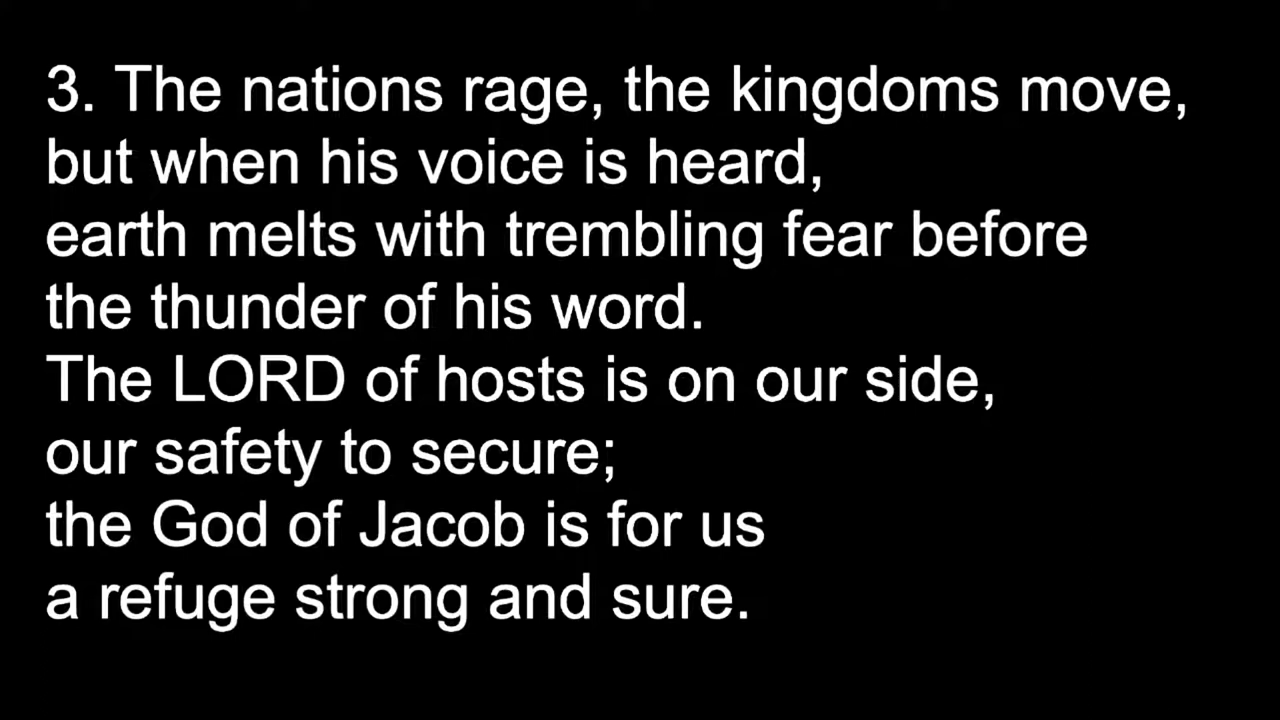 3. The nations rage, the kingdoms move,
but when his voice is heard,
earth melts with trembling fear before
the thunder of his word.
The LORD of hosts is on our side,
our safety to secure;
the God of Jacob is for us
a refuge strong and sure.